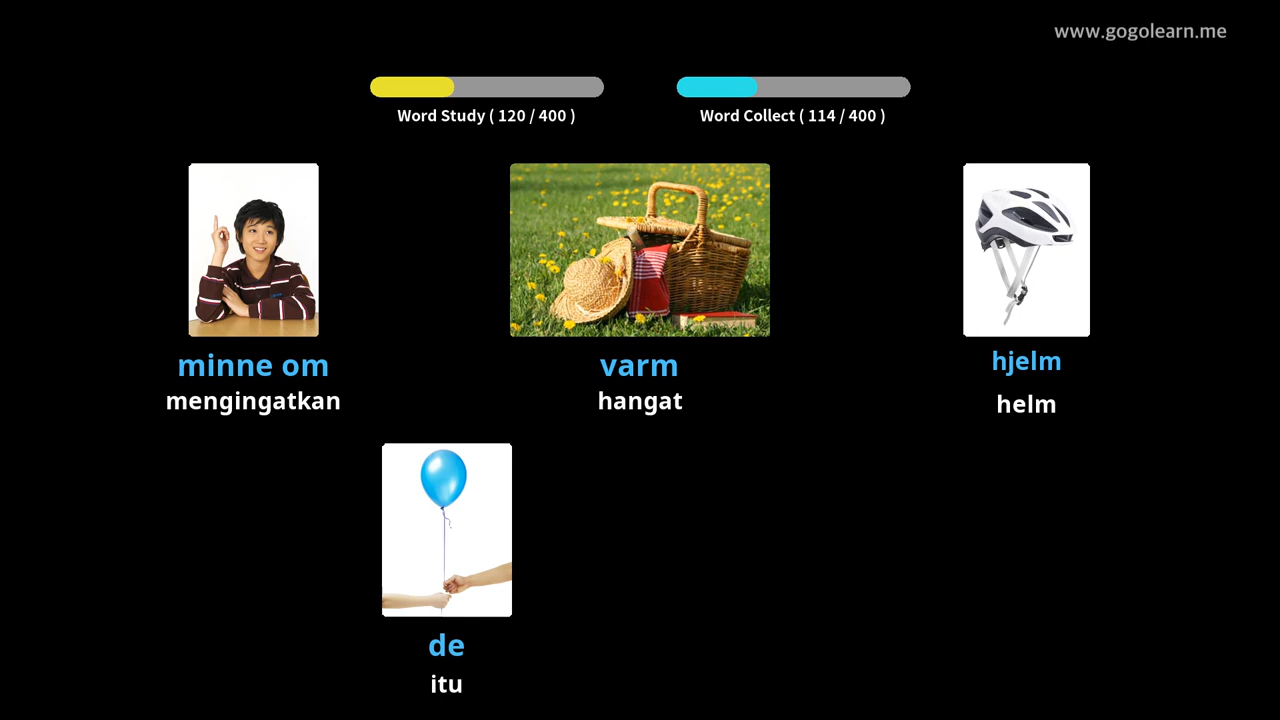 www.gogolearn.me
Word Study ( 120 / 400 )
Word Collect ( 114 / 400 )
minne om
mengingatkan
varm
hangat
hjelm
helm
de
itu